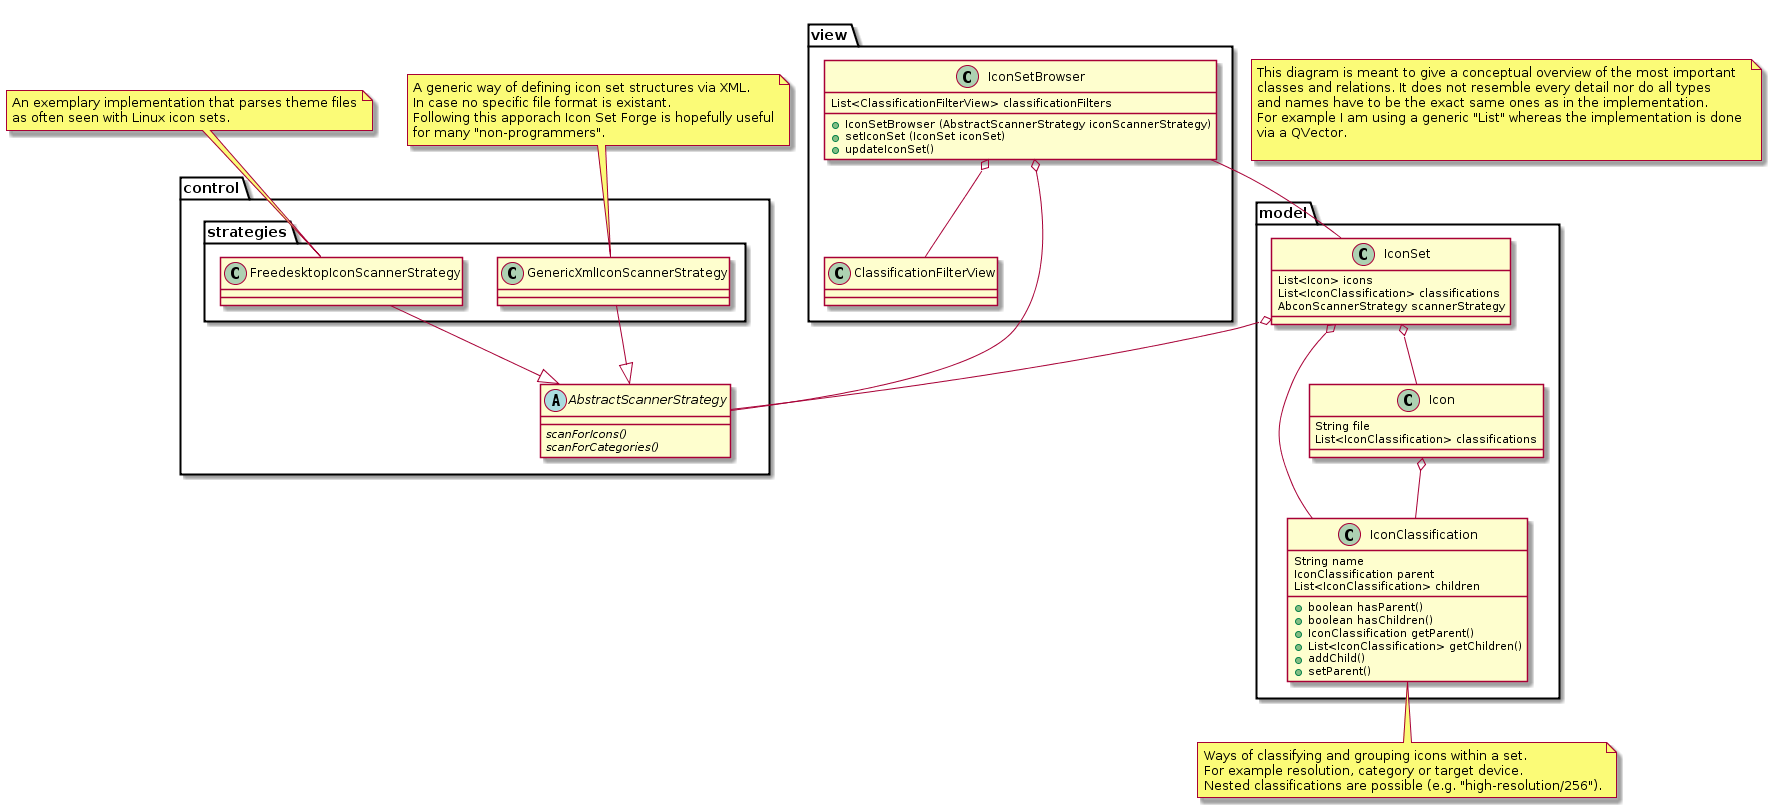 view
C IconSetBrowser
List<ClassificationFilterView> classificationFilters
IconSetBrowser (AbstractScannerStrategy iconScannerStrategy)
setIconSet (IconSet iconSet)
updateIconSet()
This diagram is meant to give a conceptual overview of the most important
classes and relations. It does not resemble every detail nor do all types
and names have to be the exact same ones as in the implementation.
For example I am using a generic "List" whereas the implementation is done
via a QVector.
An exemplary implementation that parses theme files
as often seen with Linux icon sets.
A generic way of defining icon set structures via XML.
In case no specific file format is existant.
Following this apporach Icon Set Forge is hopefully useful
for many "non-programmers".
control
strategies
C FreedesktopIconScannerStrategy
C GenericXmlIconScannerStrategy
C ClassificationFilterView
model
C IconSet
List<Icon> icons
List<IconClassification> classifications
AbconScannerStrategy scannerStrategy
A AbstractScannerStrategy
scanForIcons()
scanForCategories()
C Icon
String file
List<IconClassification> classifications
C IconClassification
String name
IconClassification parent
List<IconClassification> children
boolean hasParent()
boolean hasChildren()
IconClassification getParent()
List<IconClassification> getChildren()
addChild()
setParent()
Ways of classifying and grouping icons within a set.
For example resolution, category or target device.
Nested classifications are possible (e.g. "high-resolution/256").